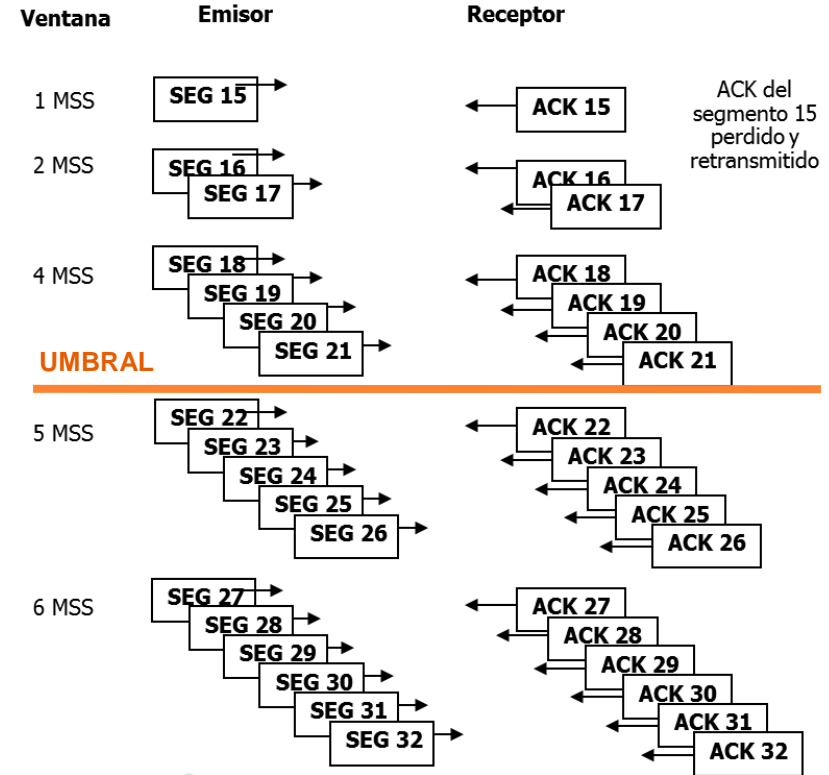 Ventana
Emisor
Receptor
1 MSS
SEG 15
ACK 15
ACK del
segmento 15
perdido y
retransmitido
2 MSS
SEG 16
SEG 17
ACK 16
ACK 17
4 MSS
SEG 18
SEG 19
SEG 20
SEG 21
ACK 18
ACK 19
ACK 20
ACK 21
UMBRAL
5 MSS
SEG 22
SEG 23
SEG 24
SEG 25
SEG 26
ACK 22
ACK 23
ACK 24
ACK 25
ACK 26
6 MSS
SEG 27
SEG 28
SEG 29
SEG 30
SEG 31
SEG 32
ACK 27
ACK 28
ACK 29
ACK 30
ACK 31
ACK 32